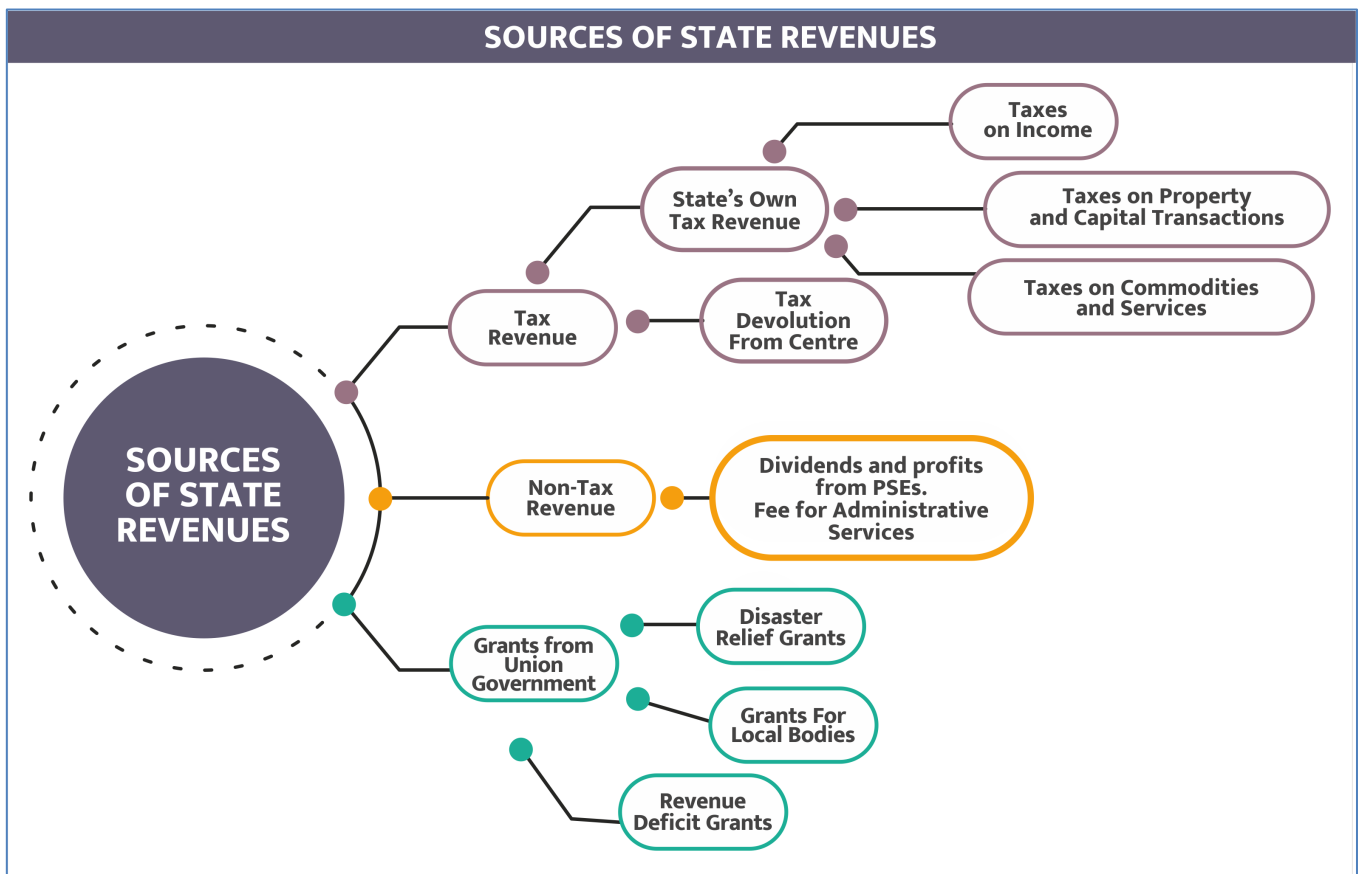 SOURCES OF STATE REVENUES
Taxes
on Income
State’s Own
Tax Revenue
Taxes on Property
and Capital Transactions
Taxes on Commodities
and Services
Tax
Revenue
Tax
Devolution
From Centre
SOURCES
OF STATE
REVENUES
Non-Tax
Revenue
Dividends and profits
from PSEs.
Fee for Administrative
Services
Grants from
Union
Government
Disaster
Relief Grants
Grants For
Local Bodies
Revenue
Deficit Grants